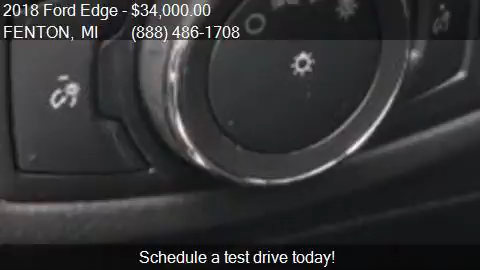 2018 Ford Edge - $34,000.00
FENTON, MI (888) 486-1708
Schedule a test drive today!